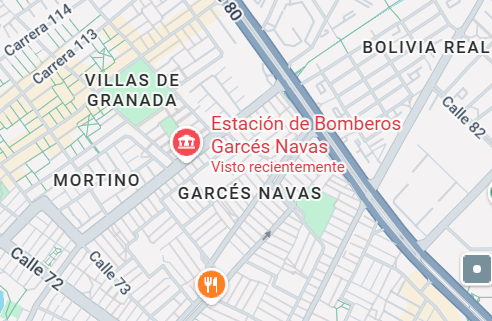 Carrera 114
80
Carrera 113
BOLIVIA REAL
VILLAS DE
GRANADA
Calle 82
Estación de Bomberos
Garcés Navas
Visto recientemente
MORTINO
GARCÉS NAVAS
Calle 72
Calle 73